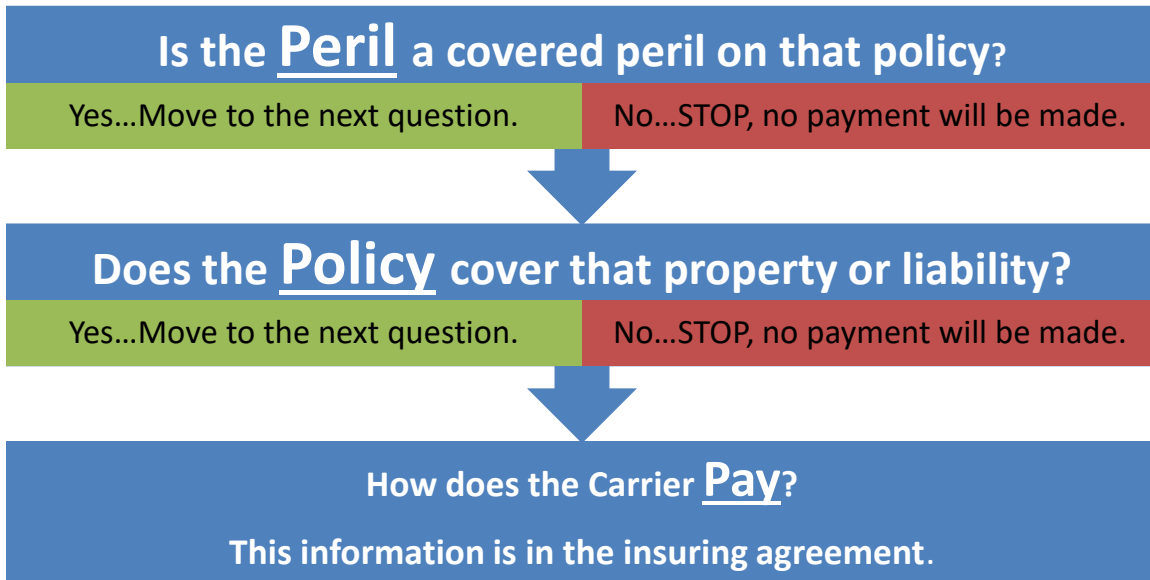 Is the Peril a covered peril on that policy?
Yes...Move to the next question.
No...STOP, no payment will be made.
Does the Policy cover that property or liability?
Yes...Move to the next question.
No...STOP, no payment will be made.
How does the Carrier Pay?
This information is in the insuring agreement.